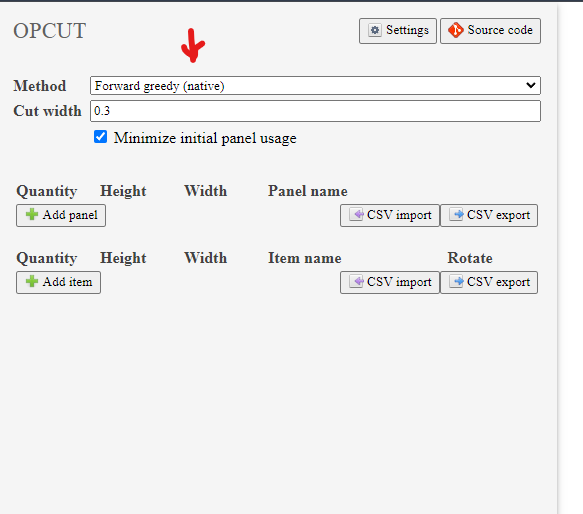 OPCUT Settings Source code
Method Forward greedy (native)
Cut width 0.3
Minimize initial panel usage
Quantity Height Width Panel name
Add panel CSV import CSV export
Quantity Height Width Item name Rotate
Add item CSV import CSV export